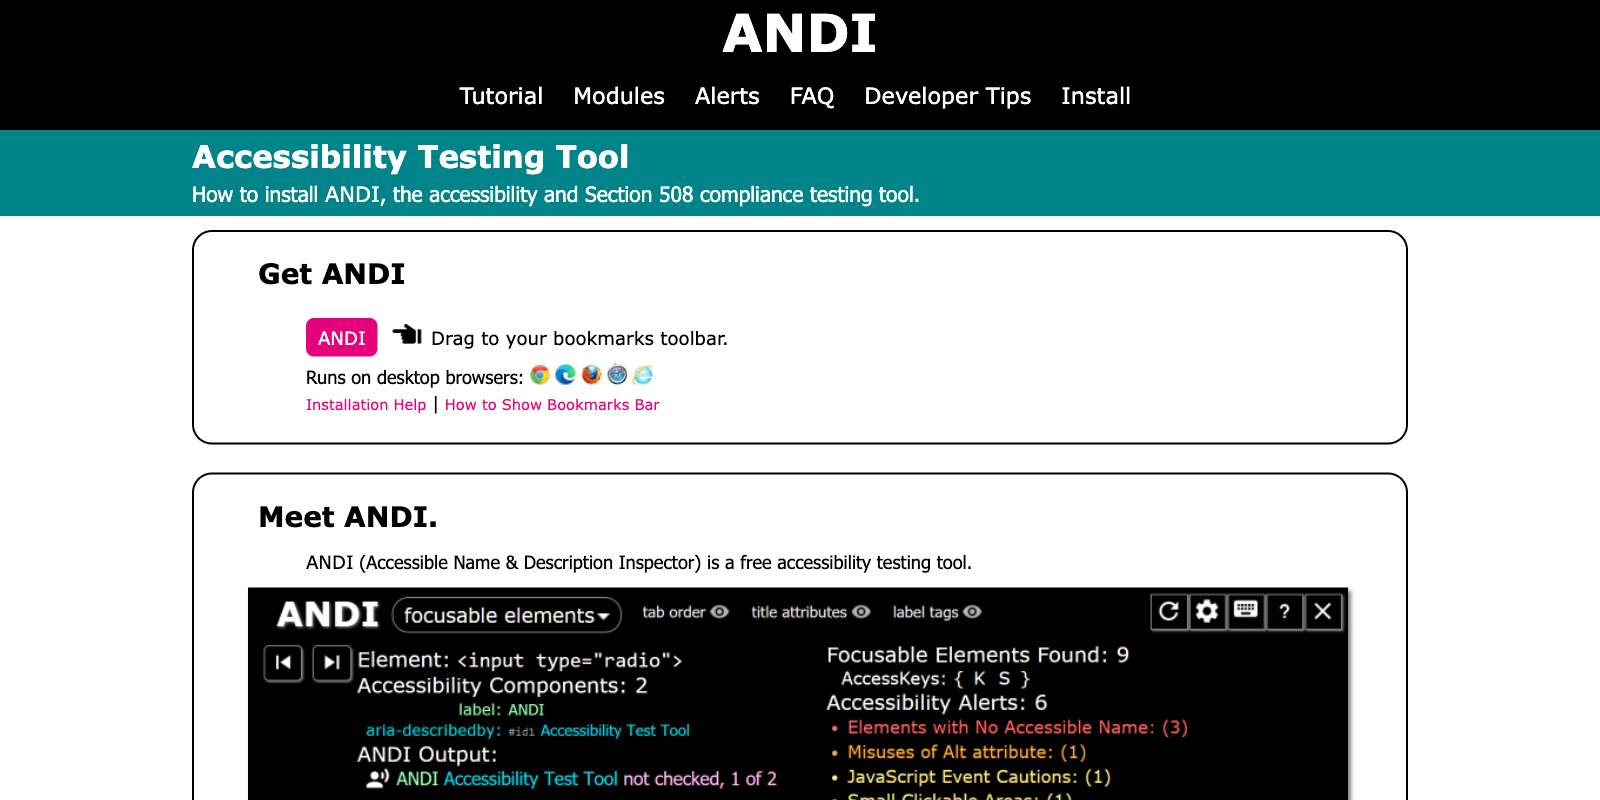 ANDI
Tutorial Modules Alerts FAQ Developer Tips Install
Accessibility Testing Tool
How to install ANDI, the accessibility and Section 508 compliance testing tool.
Get ANDI
ANDI Drag to your bookmarks toolbar.
Runs on desktop browsers:
Installation Help | How to Show Bookmarks Bar
Meet ANDI.
ANDI (Accessible Name & Description Inspector) is a free accessibility testing tool.
ANDI focusable elements tab order title attributes label tags ?
Element: <input type="radio">
Accessibility Components: 2
label: ANDI
aria-describedby: #id1 Accessibility Test Tool
ANDI Output:
ANDI Accessibility Test Tool not checked, 1 of 2
Focusable Elements Found: 9
AccessKeys: { K S }
Accessibility Alerts: 6
• Elements with No Accessible Name: (3)
• Misuses of Alt attribute: (1)
• JavaScript Event Cautions: (1)
• Small Clickable Areas: (1)